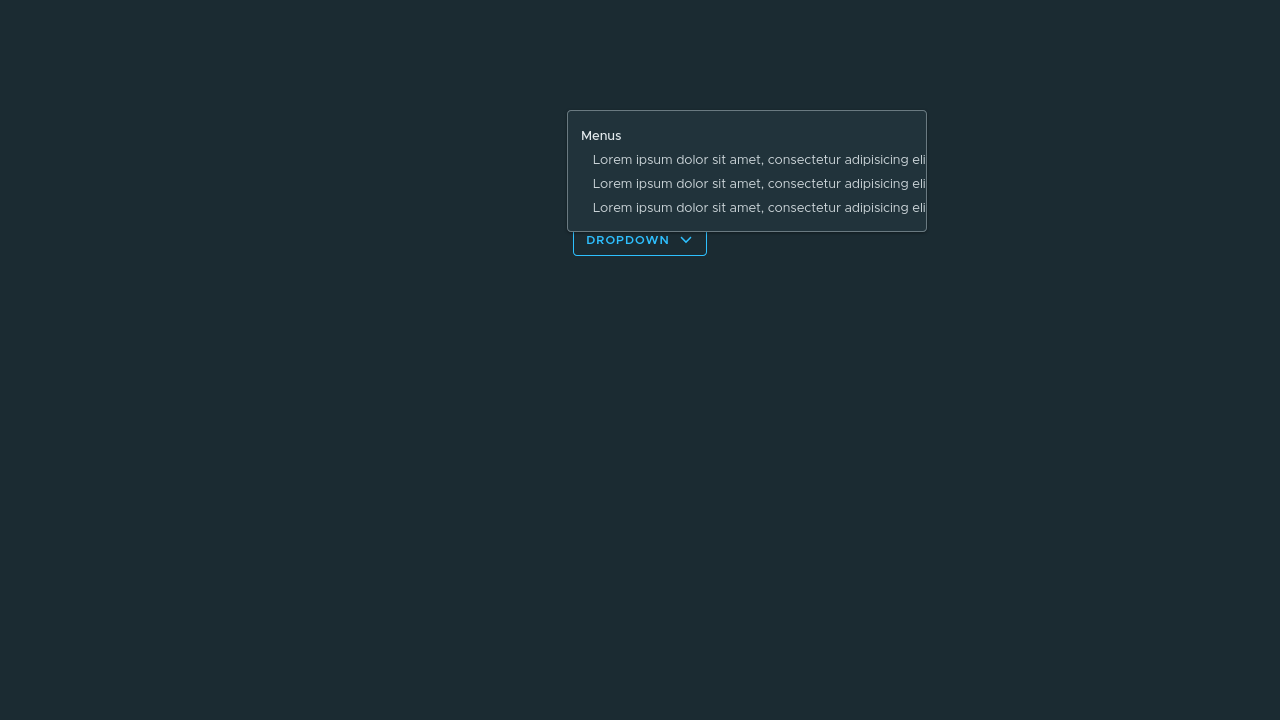 Menus
Lorem ipsum dolor sit amet, consectetur adipisicing eli
Lorem ipsum dolor sit amet, consectetur adipisicing eli
Lorem ipsum dolor sit amet, consectetur adipisicing eli
DROPDOWN